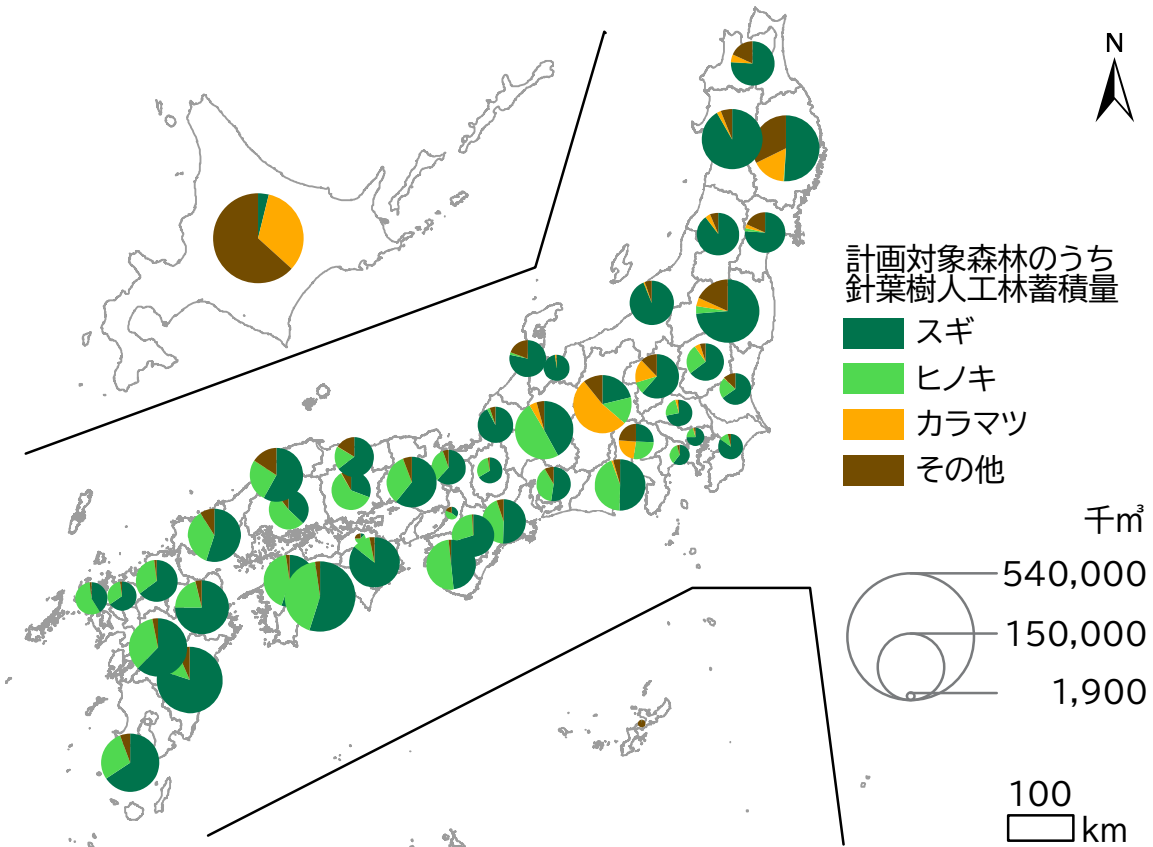 N
計画対象森林のうち
針葉樹人工林蓄積量
スギ
ヒノキ
カラマツ
その他
千㎥
540,000
150,000
1,900
100
km